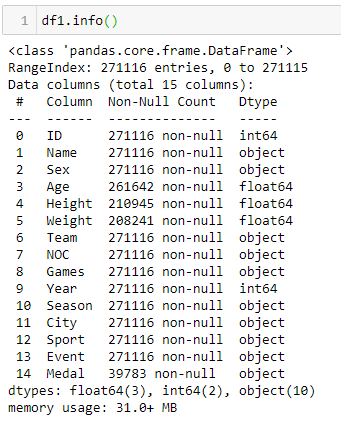 1 df1.info()
<class 'pandas.core.frame.DataFrame'>
RangeIndex: 271116 entries, 0 to 271115
Data columns (total 15 columns):
 #   Column  Non-Null Count   Dtype
---  ------  --------------   -----
 0   ID      271116 non-null  int64
 1   Name    271116 non-null  object
 2   Sex     271116 non-null  object
 3   Age     261642 non-null  float64
 4   Height  210945 non-null  float64
 5   Weight  208241 non-null  float64
 6   Team    271116 non-null  object
 7   NOC     271116 non-null  object
 8   Games   271116 non-null  object
 9   Year    271116 non-null  int64
 10  Season  271116 non-null  object
 11  City    271116 non-null  object
 12  Sport   271116 non-null  object
 13  Event   271116 non-null  object
 14  Medal   39783 non-null   object
dtypes: float64(3), int64(2), object(10)
memory usage: 31.0+ MB